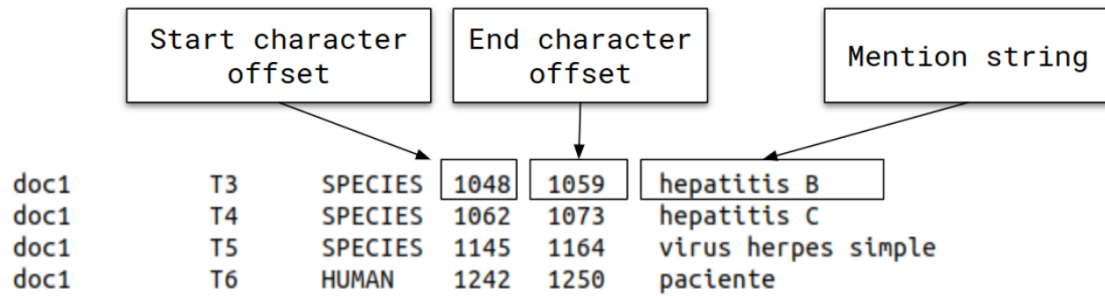 Start character offset
End character offset
Mention string
doc1 T3 SPECIES 1048 1059 hepatitis B
doc1 T4 SPECIES 1062 1073 hepatitis C
doc1 T5 SPECIES 1145 1164 virus herpes simple
doc1 T6 HUMAN 1242 1250 paciente